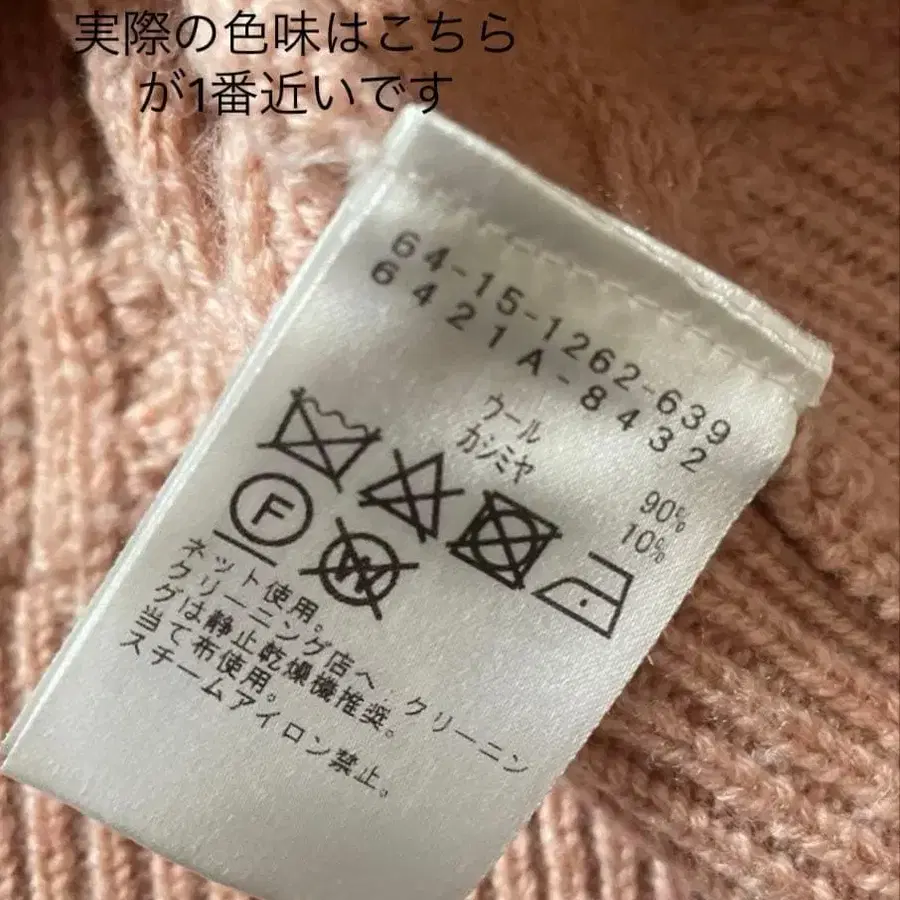 実際の色味はこちら
が1番近いです
64-15-1262-639
6421A-8432
ウール 90%
カシミヤ 10%
F
W
ネット使用。
クリーニング店へ、クリーニン
グは静止乾燥機推奨。
当て布使用。
スチームアイロン禁止。